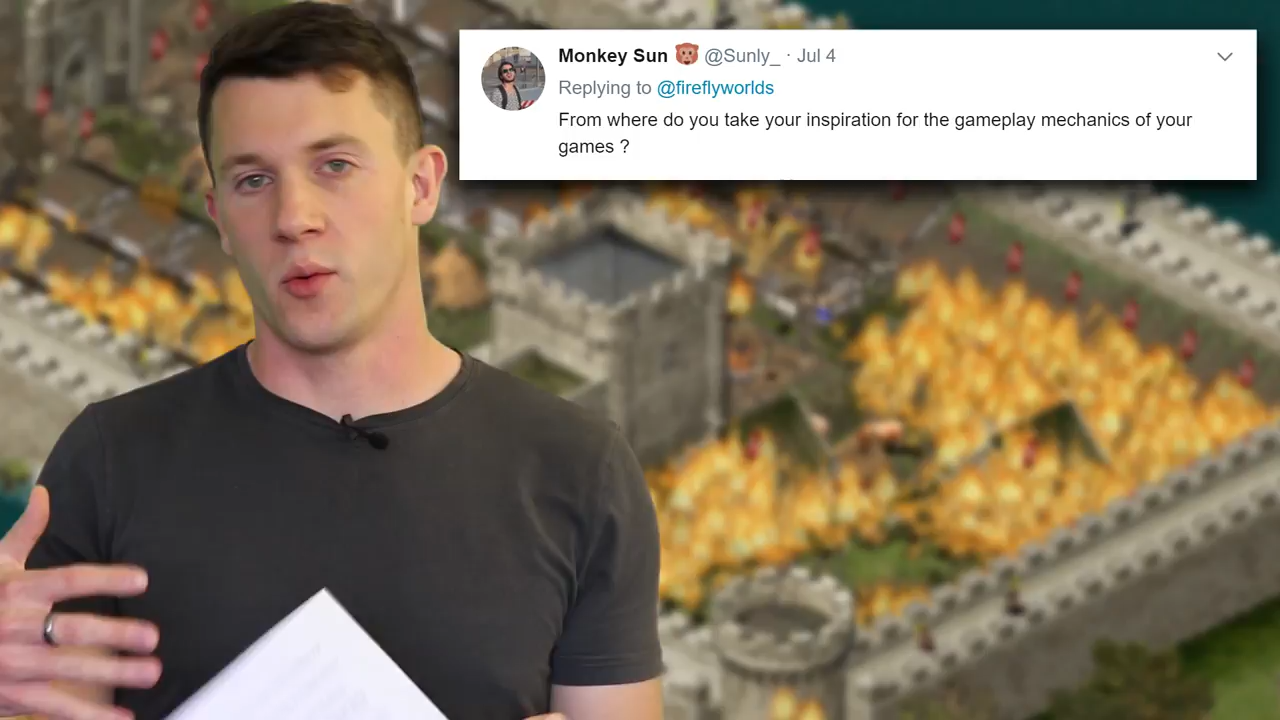 Monkey Sun 🐵 @Sunly_ · Jul 4
Replying to @fireflyworlds
From where do you take your inspiration for the gameplay mechanics of your
games ?